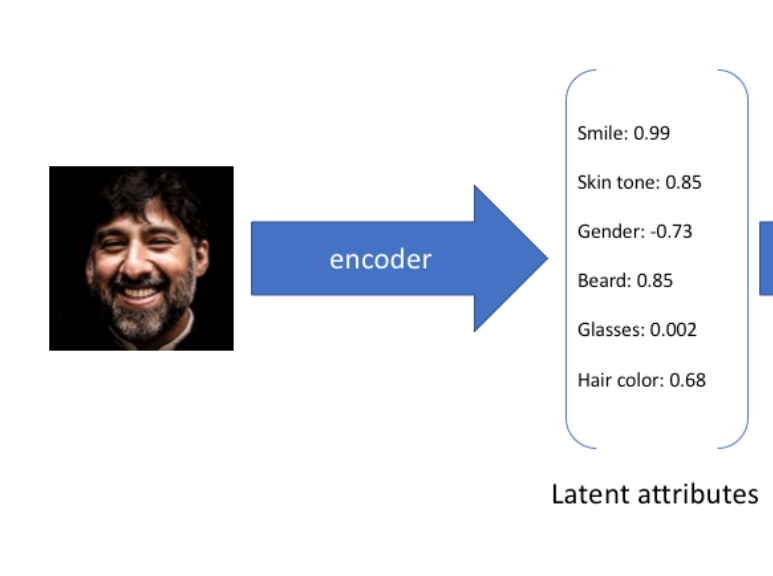 encoder
Smile: 0.99
Skin tone: 0.85
Gender: -0.73
Beard: 0.85
Glasses: 0.002
Hair color: 0.68
Latent attributes